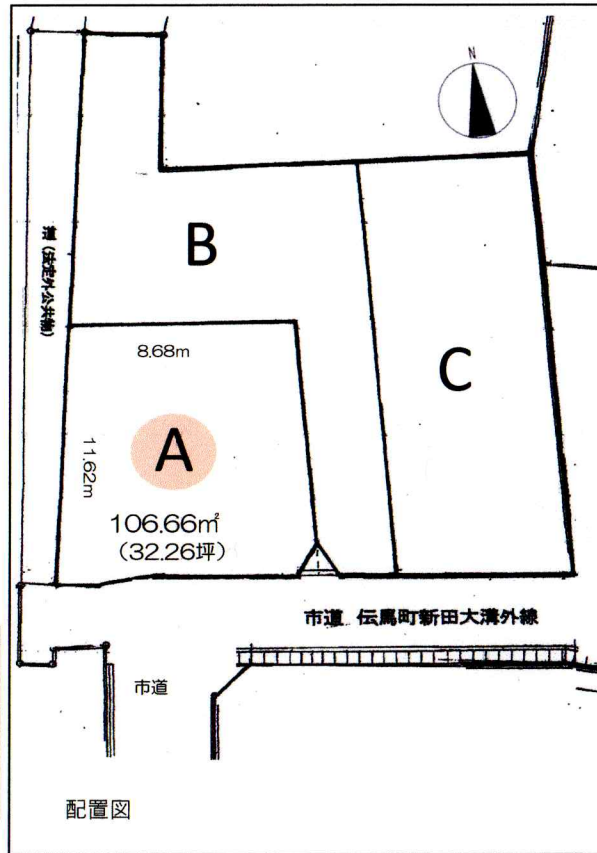 N
B
溝（法定外公共物）
C
8.68m
A
11.62m
106.66㎡
（32.26坪）
市道 伝馬町新田大溝外線
市道
配置図